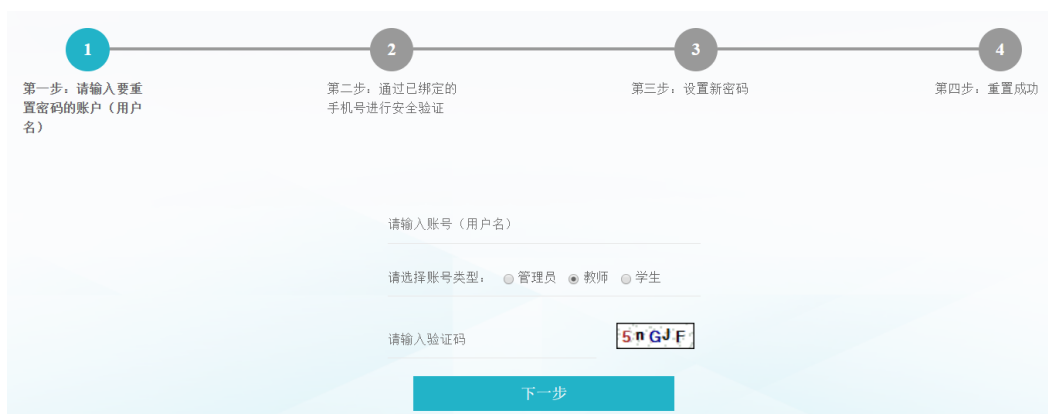 1
2
3
4
第一步：请输入要重
置密码的账户（用户
名）
第二步：通过已绑定的
手机号进行安全验证
第三步：设置新密码
第四步：重置成功
请输入账号（用户名）
请选择账号类型： 管理员 教师 学生
请输入验证码
5nGJF
下一步